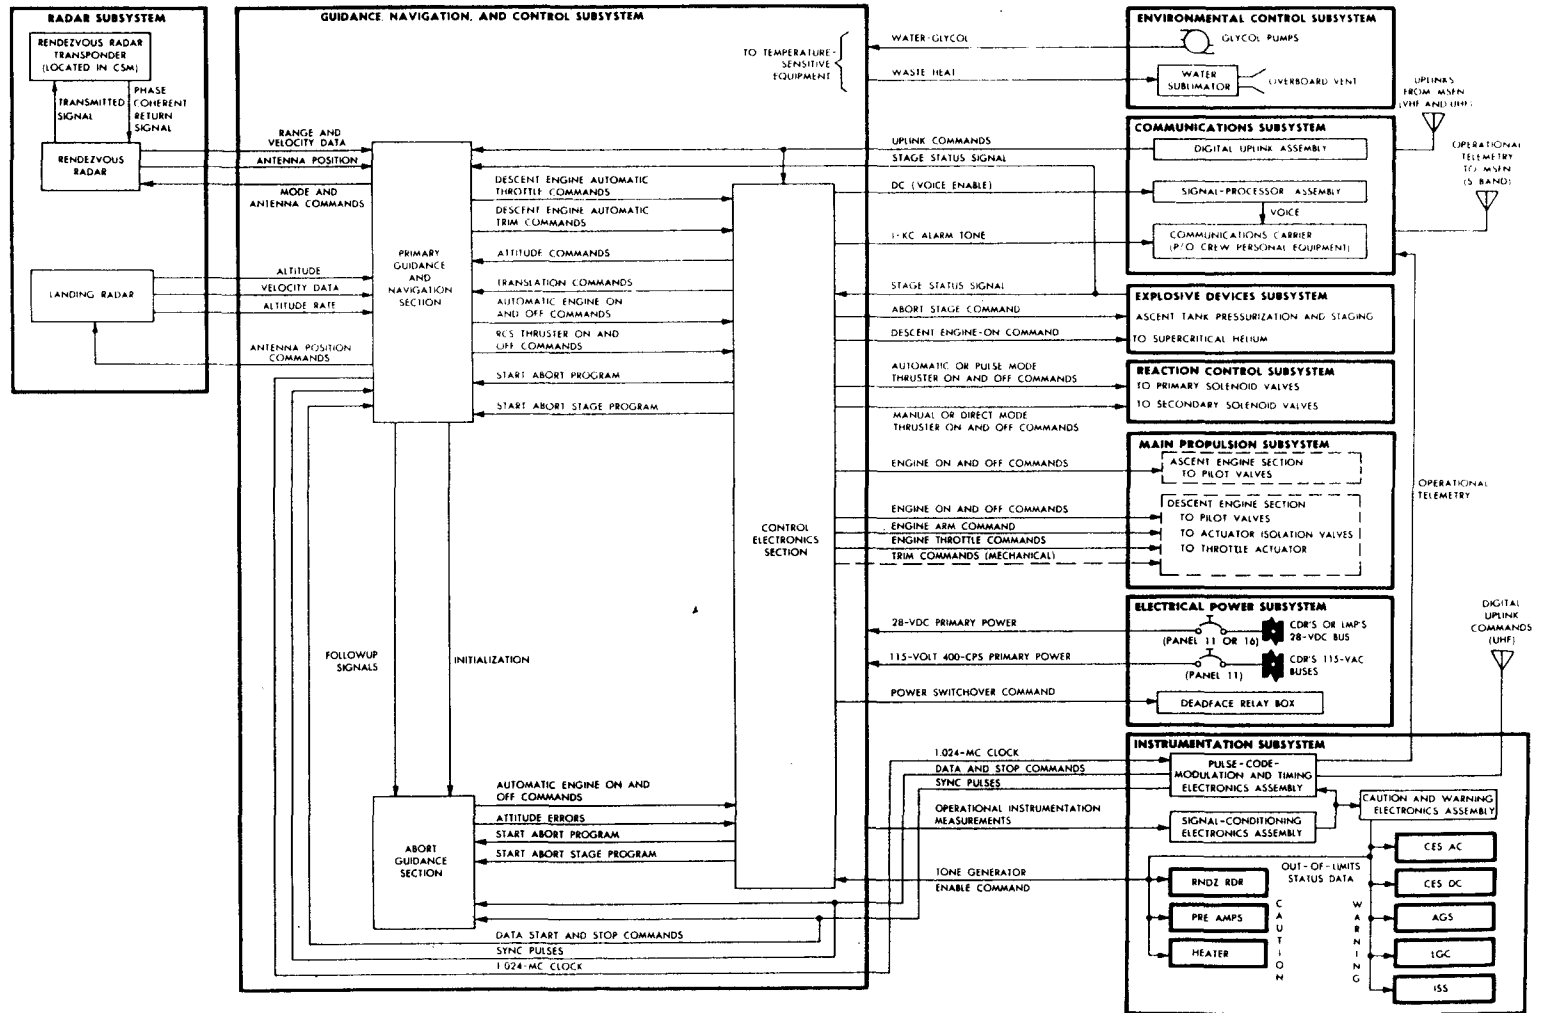 RADAR SUBSYSTEM
RENDEZVOUS RADAR
TRANSPONDER
(LOCATED IN CSM)
TRANSMITTED
SIGNAL
PHASE
COHERENT
RETURN
SIGNAL
RENDEZVOUS
RADAR
LANDING RADAR
GUIDANCE, NAVIGATION, AND CONTROL SUBSYSTEM
RANGE AND
VELOCITY DATA
ANTENNA POSITION
MODE AND
ANTENNA COMMANDS
ALTITUDE
VELOCITY DATA
ALTITUDE RATE
ANTENNA POSITION
COMMANDS
PRIMARY
GUIDANCE
AND
NAVIGATION
SECTION
DESCENT ENGINE AUTOMATIC
THROTTLE COMMANDS
DESCENT ENGINE AUTOMATIC
TRIM COMMANDS
ATTITUDE COMMANDS
TRANSLATION COMMANDS
AUTOMATIC ENGINE ON
AND OFF COMMANDS
RCS THRUSTER ON AND
OFF COMMANDS
START ABORT PROGRAM
START ABORT STAGE PROGRAM
FOLLOWUP
SIGNALS
INITIALIZATION
CONTROL
ELECTRONICS
SECTION
ABORT
GUIDANCE
SECTION
AUTOMATIC ENGINE ON AND
OFF COMMANDS
ATTITUDE ERRORS
START ABORT PROGRAM
START ABORT STAGE PROGRAM
DATA START AND STOP COMMANDS
SYNC PULSES
1.024-MC CLOCK
TO TEMPERATURE-
SENSITIVE
EQUIPMENT
WATER-GLYCOL
WASTE HEAT
UPLINK COMMANDS
STAGE STATUS SIGNAL
DC (VOICE ENABLE)
1-KC ALARM TONE
STAGE STATUS SIGNAL
ABORT STAGE COMMAND
DESCENT ENGINE-ON COMMAND
AUTOMATIC OR PULSE MODE
THRUSTER ON AND OFF COMMANDS
MANUAL OR DIRECT MODE
THRUSTER ON AND OFF COMMANDS
ENGINE ON AND OFF COMMANDS
ENGINE ON AND OFF COMMANDS
ENGINE ARM COMMAND
ENGINE THROTTLE COMMANDS
TRIM COMMANDS (MECHANICAL)
28-VDC PRIMARY POWER
115-VOLT 400-CPS PRIMARY POWER
POWER SWITCHOVER COMMAND
1.024-MC CLOCK
DATA AND STOP COMMANDS
SYNC PULSES
OPERATIONAL INSTRUMENTATION
MEASUREMENTS
TONE GENERATOR
ENABLE COMMAND
ENVIRONMENTAL CONTROL SUBSYSTEM
GLYCOL PUMPS
WATER
SUBLIMATOR
OVERBOARD VENT
COMMUNICATIONS SUBSYSTEM
DIGITAL UPLINK ASSEMBLY
SIGNAL-PROCESSOR ASSEMBLY
VOICE
COMMUNICATIONS CARRIER
(P/O CREW PERSONAL EQUIPMENT)
UPLINKS
FROM MSFN
(VHF AND UHF)
OPERATIONAL
TELEMETRY
TO MSFN
(S BAND)
EXPLOSIVE DEVICES SUBSYSTEM
ASCENT TANK PRESSURIZATION AND STAGING
TO SUPERCRITICAL HELIUM
REACTION CONTROL SUBSYSTEM
TO PRIMARY SOLENOID VALVES
TO SECONDARY SOLENOID VALVES
MAIN PROPULSION SUBSYSTEM
ASCENT ENGINE SECTION
TO PILOT VALVES
DESCENT ENGINE SECTION
TO PILOT VALVES
TO ACTUATOR ISOLATION VALVES
TO THROTTLE ACTUATOR
OPERATIONAL
TELEMETRY
ELECTRICAL POWER SUBSYSTEM
(PANEL 11 OR 16)
CDR'S OR LMP'S
28-VDC BUS
(PANEL 11)
CDR'S 115-VAC
BUSES
DEADFACE RELAY BOX
DIGITAL
UPLINK
COMMANDS
(UHF)
INSTRUMENTATION SUBSYSTEM
PULSE-CODE-
MODULATION AND TIMING
ELECTRONICS ASSEMBLY
SIGNAL-CONDITIONING
ELECTRONICS ASSEMBLY
CAUTION AND WARNING
ELECTRONICS ASSEMBLY
OUT-OF-LIMITS
STATUS DATA
RNDZ RDR
PRE AMPS
HEATER
CAUTION
WARNING
CES AC
CES DC
AGS
LGC
ISS